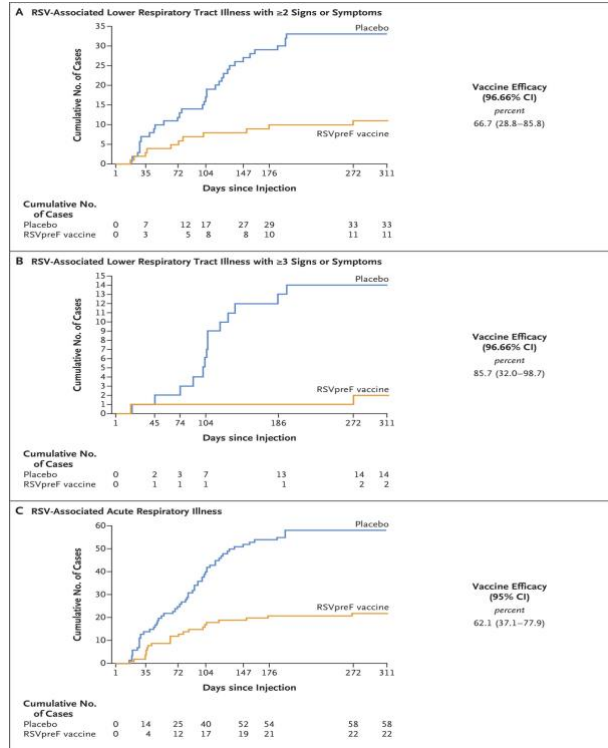 A RSV-Associated Lower Respiratory Tract Illness with ≥2 Signs or Symptoms
35
30
25
20
15
10
5
0
Cumulative No. of Cases
Placebo
RSVpreF vaccine
1 35 72 104 147 176 272 311
Days since Injection
Vaccine Efficacy
(96.66% CI)
percent
66.7 (28.8–85.8)
Cumulative No.
of Cases
Placebo 0 7 12 17 27 29 33 33
RSVpreF vaccine 0 3 5 8 8 10 11 11
B RSV-Associated Lower Respiratory Tract Illness with ≥3 Signs or Symptoms
15
14
13
12
11
10
9
8
7
6
5
4
3
2
1
0
Cumulative No. of Cases
Placebo
RSVpreF vaccine
1 45 74 104 186 272 311
Days since Injection
Vaccine Efficacy
(96.66% CI)
percent
85.7 (32.0–98.7)
Cumulative No.
of Cases
Placebo 0 2 3 7 13 14 14
RSVpreF vaccine 0 1 1 1 1 2 2
C RSV-Associated Acute Respiratory Illness
60
50
40
30
20
10
0
Cumulative No. of Cases
Placebo
RSVpreF vaccine
1 35 72 104 147 176 272 311
Days since Injection
Vaccine Efficacy
(95% CI)
percent
62.1 (37.1–77.9)
Cumulative No.
of Cases
Placebo 0 14 25 40 52 54 58 58
RSVpreF vaccine 0 4 12 17 19 21 22 22